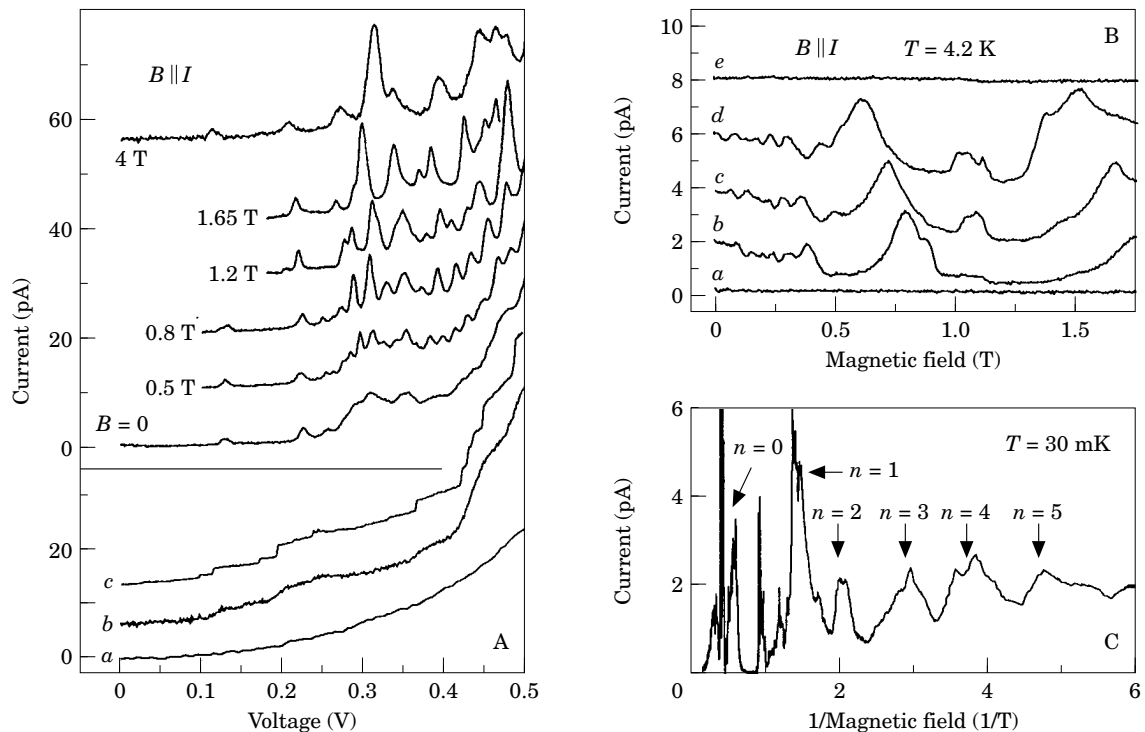 B || I
60
4 T
40
1.65 T
1.2 T
20
0.8 T
0.5 T
B = 0
0
20
c
b
a
0
A
0 0.1 0.2 0.3 0.4 0.5
Voltage (V)
Current (pA)
B
B || I T = 4.2 K
10
e
8
d
6
c
4
b
2
a
0
0 0.5 1.0 1.5
Magnetic field (T)
Current (pA)
6
n = 0
T = 30 mK
n = 1
4
n = 2 n = 3 n = 4 n = 5
2
C
0 2 4 6
1/Magnetic field (1/T)
Current (pA)